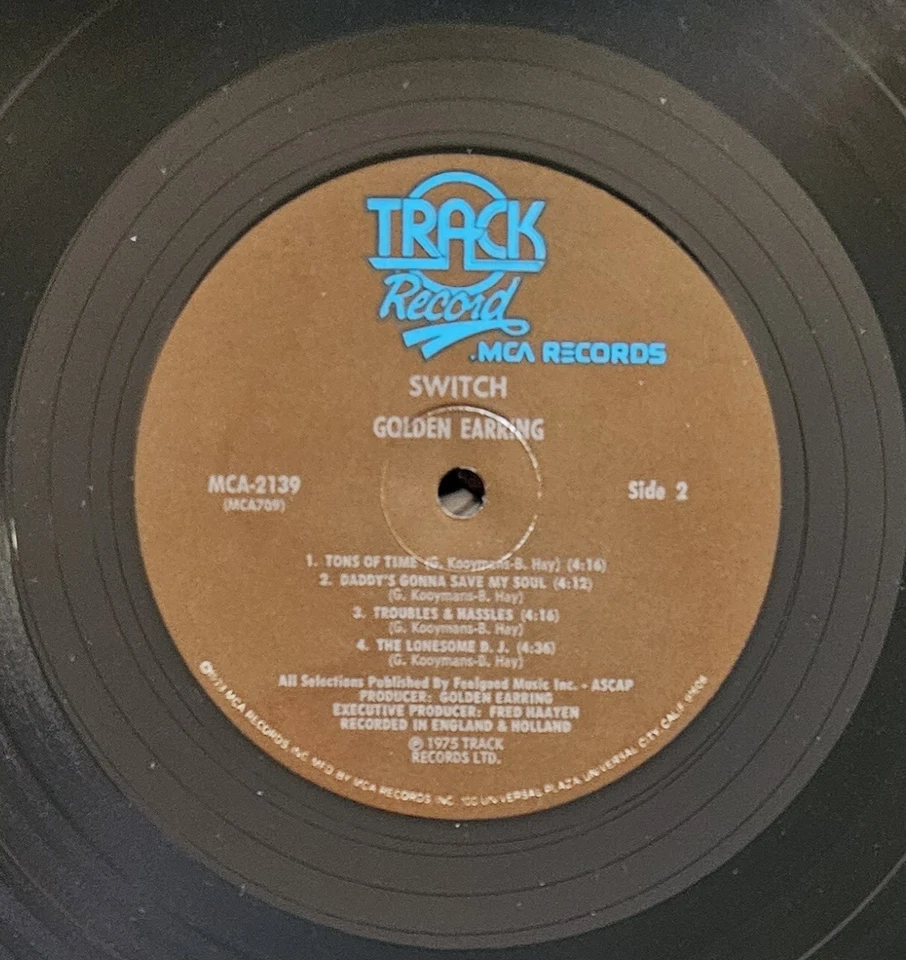 TRACK
Record
.MCA RECORDS
SWITCH
GOLDEN EARRING
MCA-2139
(MCA709)
Side 2
1. TONS OF TIME (G. Kooymans-B. Hay) (4:16)
2. DADDY'S GONNA SAVE MY SOUL (4:12)
(G. Kooymans-B. Hay)
3. TROUBLES & HASSLES (4:16)
(G. Kooymans-B. Hay)
4. THE LONESOME D. J. (4:36)
(G. Kooymans-B. Hay)
All Selections Published By Feelgood Music Inc. - ASCAP
PRODUCER: GOLDEN EARRING
EXECUTIVE PRODUCER: FRED HAAYEN
RECORDED IN ENGLAND & HOLLAND
℗ 1975 TRACK
RECORDS LTD.
MCA RECORDS INC. MFD BY MCA RECORDS INC. 100 UNIVERSAL PLAZA, UNIVERSAL CITY, CALIF.